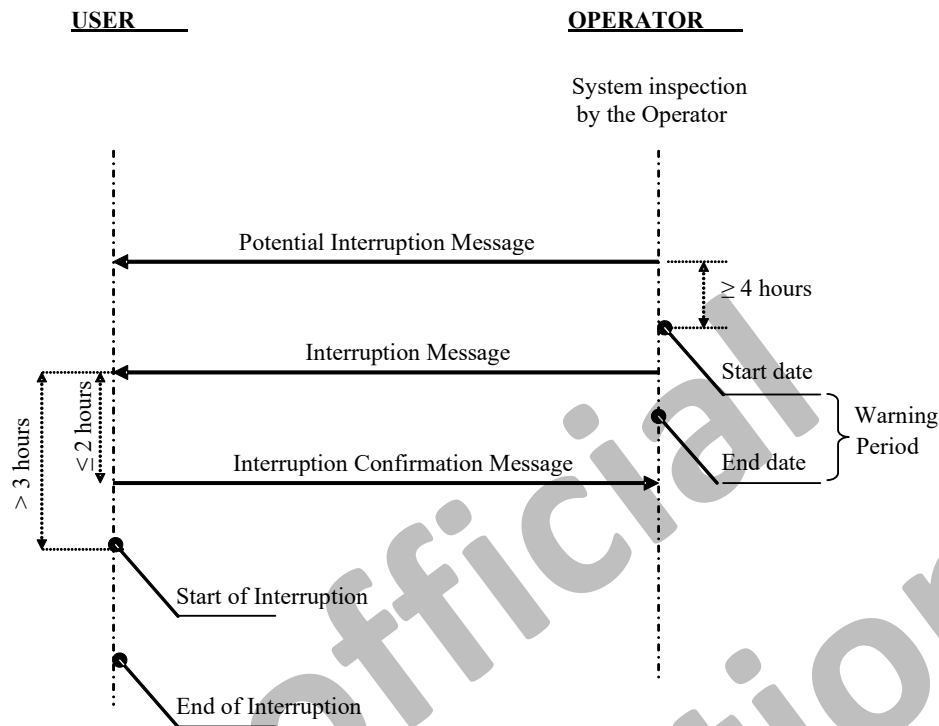 USER
OPERATOR
System inspection
by the Operator
Potential Interruption Message
≥ 4 hours
Interruption Message
Start date
Warning
Period
> 3 hours
≤ 2 hours
Interruption Confirmation Message
End date
Start of Interruption
End of Interruption
official